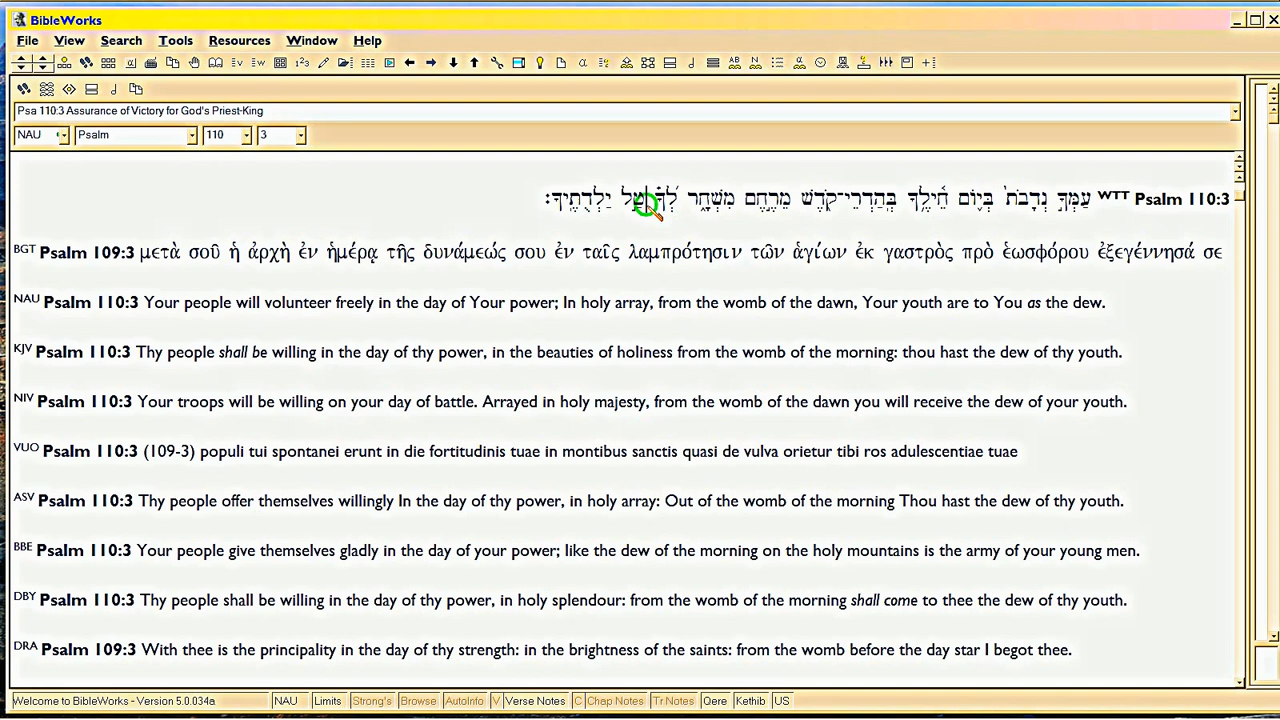 BibleWorks
File View Search Tools Resources Window Help
Psa 110:3 Assurance of Victory for God's Priest-King
NAU Psalm 110 3
WTT Psalm 110:3 עַמְּךָ֣ נְדָבֹת֮ בְּי֪וֹם חֵ֫ילֶ֥ךָ בְּֽהַדְרֵי־קֹ֭דֶשׁ מֵרֶ֣חֶם מִשְׁחָ֑ר לְ֝ךָ֗ טַ֣ל יַלְדֻתֶֽיךָ׃
BGT Psalm 109:3 μετὰ σοῦ ἡ ἀρχὴ ἐν ἡμέρᾳ τῆς δυνάμεώς σου ἐν ταῖς λαμπρότησιν τῶν ἁγίων ἐκ γαστρὸς πρὸ ἑωσφόρου ἐξεγέννησά σε
NAU Psalm 110:3 Your people will volunteer freely in the day of Your power; In holy array, from the womb of the dawn, Your youth are to You as the dew.
KJV Psalm 110:3 Thy people shall be willing in the day of thy power, in the beauties of holiness from the womb of the morning: thou hast the dew of thy youth.
NIV Psalm 110:3 Your troops will be willing on your day of battle. Arrayed in holy majesty, from the womb of the dawn you will receive the dew of your youth.
VUO Psalm 110:3 (109-3) populi tui spontanei erunt in die fortitudinis tuae in montibus sanctis quasi de vulva orietur tibi ros adulescentiae tuae
ASV Psalm 110:3 Thy people offer themselves willingly In the day of thy power, in holy array: Out of the womb of the morning Thou hast the dew of thy youth.
BBE Psalm 110:3 Your people give themselves gladly in the day of your power; like the dew of the morning on the holy mountains is the army of your young men.
DBY Psalm 110:3 Thy people shall be willing in the day of thy power, in holy splendour: from the womb of the morning shall come to thee the dew of thy youth.
DRA Psalm 109:3 With thee is the principality in the day of thy strength: in the brightness of the saints: from the womb before the day star I begot thee.
Welcome to BibleWorks - Version 5.0.034a NAU Limits Strong's Browse AutoInfo V Verse Notes C Chap Notes Tr Notes Qere Kethib US